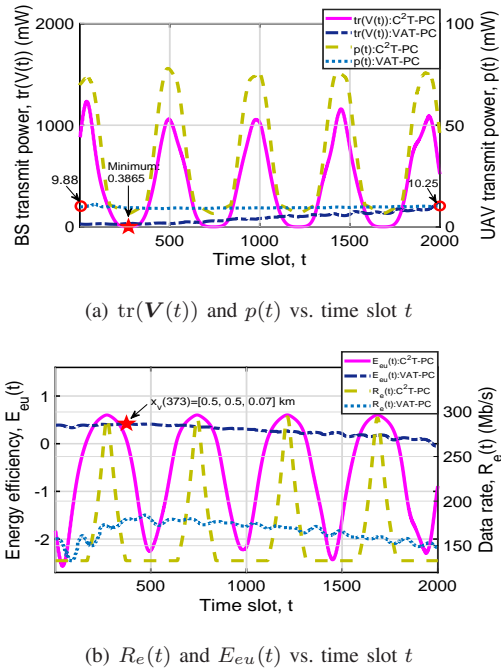 2000
1000
0
BS transmit power, tr(V(t)) (mW)
100
50
0
UAV transmit power, p(t) (mW)
tr(V(t)):C²T-PC
tr(V(t)):VAT-PC
p(t):C²T-PC
p(t):VAT-PC
9.88
Minimum:
0.3865
10.25
500 1000 1500 2000
Time slot, t
(a) tr(V(t)) and p(t) vs. time slot t
1
0
-1
-2
Energy efficiency, E_eu(t)
300
250
200
150
Data rate, R_e(t) (Mb/s)
E_eu(t):C²T-PC
E_eu(t):VAT-PC
R_e(t):C²T-PC
R_e(t):VAT-PC
x_v(373)=[0.5, 0.5, 0.07] km
500 1000 1500 2000
Time slot, t
(b) R_e(t) and E_eu(t) vs. time slot t